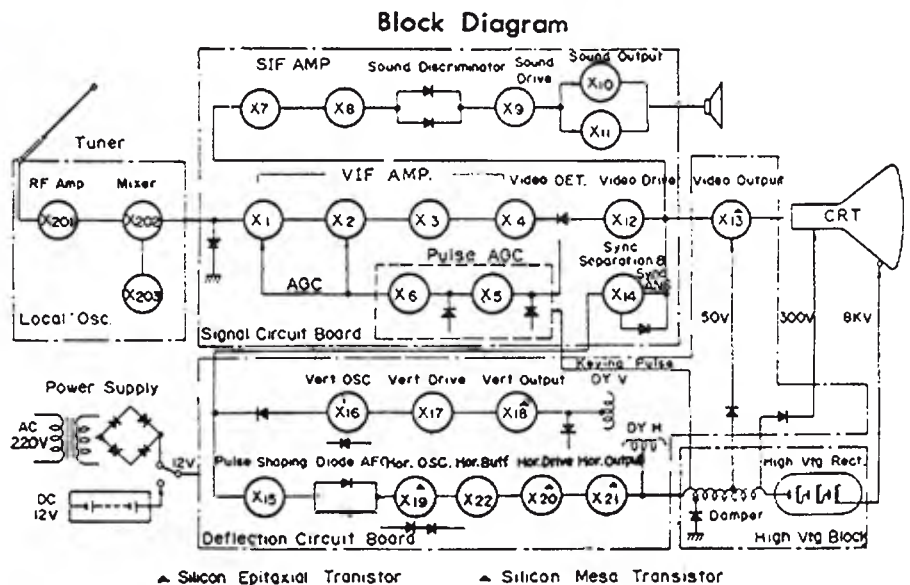 Block Diagram
SIF AMP
Sound Discriminator
Sound Drive
Sound Output
X7
X8
X9
X10
X11
Tuner
RF Amp
Mixer
X201
X202
X203
Local Osc.
VIF AMP.
Video DET.
Video Drive
Video Output
X1
X2
X3
X4
X12
X13
CRT
Pulse AGC
AGC
X6
X5
Sync Separation &
Sync
X14
Signal Circuit Board
50V
300V
8KV
Keying Pulse
Power Supply
AC 220V
DC 12V
12V
Vert OSC
Vert Drive
Vert Output
DY V
X16
X17
X18
DY H
Pulse Shaping
Diode AFC
Hor. OSC.
Hor. Buff
Hor. Drive
Hor. Output
X15
X19
X22
X20
X21
High Vtg Rect.
Damper
Deflection Circuit Board
High Vtg Block
Silicon Epitaxial Tranistor
Silicon Mesa Transistor